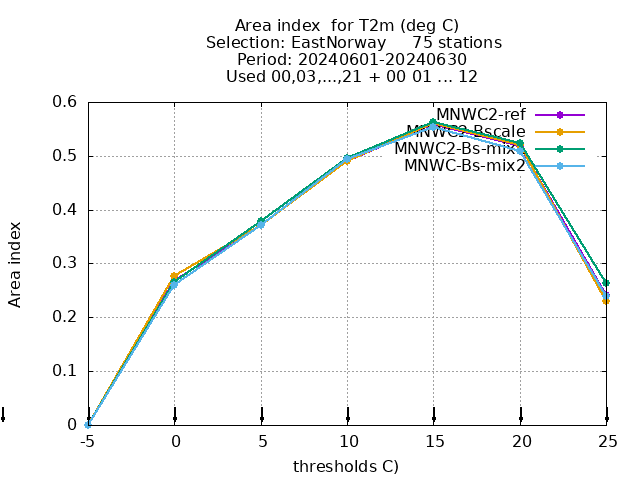 Area index  for T2m (deg C)
Selection: EastNorway     75 stations
Period: 20240601-20240630
Used 00,03,...,21 + 00 01 ... 12
MNWC2-ref
MNWC2-Bscale
MNWC2-Bs-mix
MNWC-Bs-mix2
0.6
0.5
0.4
0.3
0.2
0.1
0
Area index
-5 0 5 10 15 20 25
thresholds C)